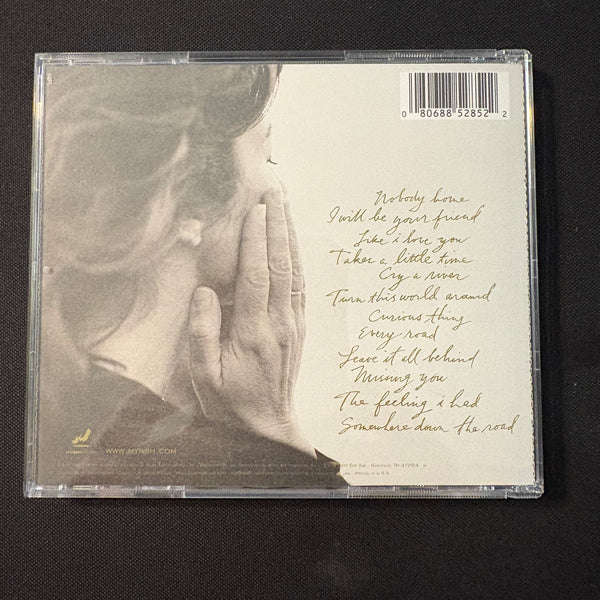 0 80688 52852 2
Nobody home
I will be your friend
Like i love you
Takes a little time
Cry a river
Turn this world around
Curious thing
Every road
Leave it all behind
Missing you
The feeling i had
Somewhere down the road
WWW.MYRRH.COM